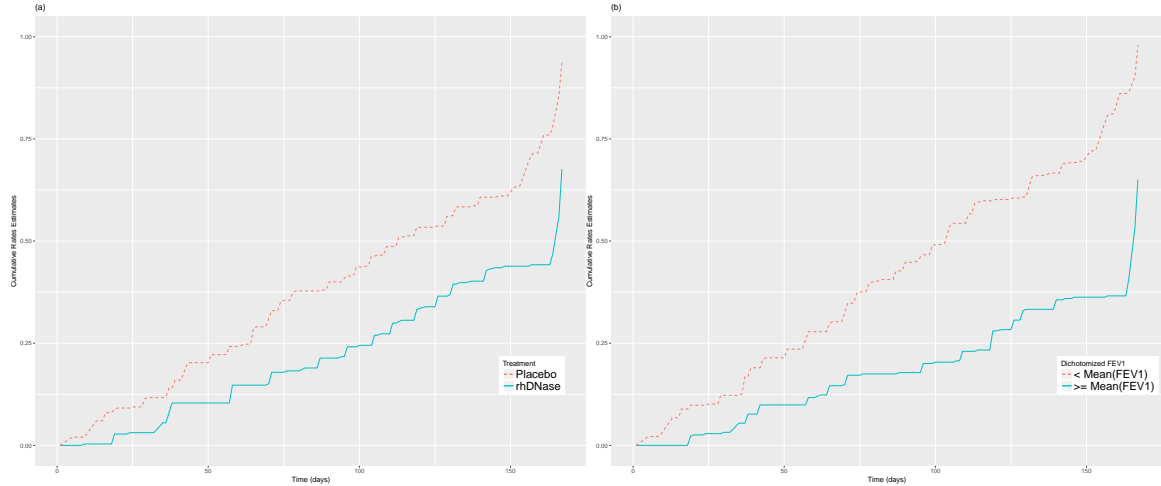 (a)
Cumulative Rates Estimates
1.00
0.75
0.50
0.25
0.00
Treatment
Placebo
rhDNase
0
50
100
150
Time (days)
(b)
Cumulative Rates Estimates
1.00
0.75
0.50
0.25
0.00
Dichotomized FEV1
< Mean(FEV1)
>= Mean(FEV1)
0
50
100
150
Time (days)